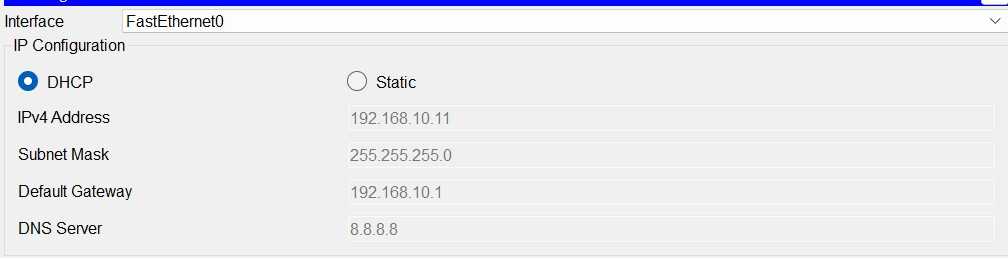 Interface FastEthernet0
IP Configuration
DHCP Static
IPv4 Address 192.168.10.11
Subnet Mask 255.255.255.0
Default Gateway 192.168.10.1
DNS Server 8.8.8.8